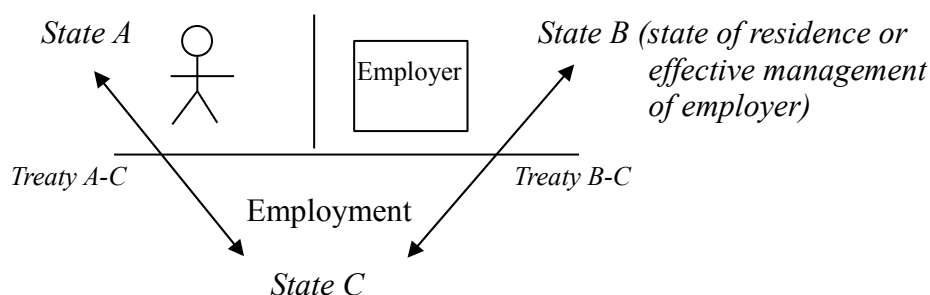 State A
State B (state of residence or
effective management
of employer)
Employer
Treaty A-C
Treaty B-C
Employment
State C